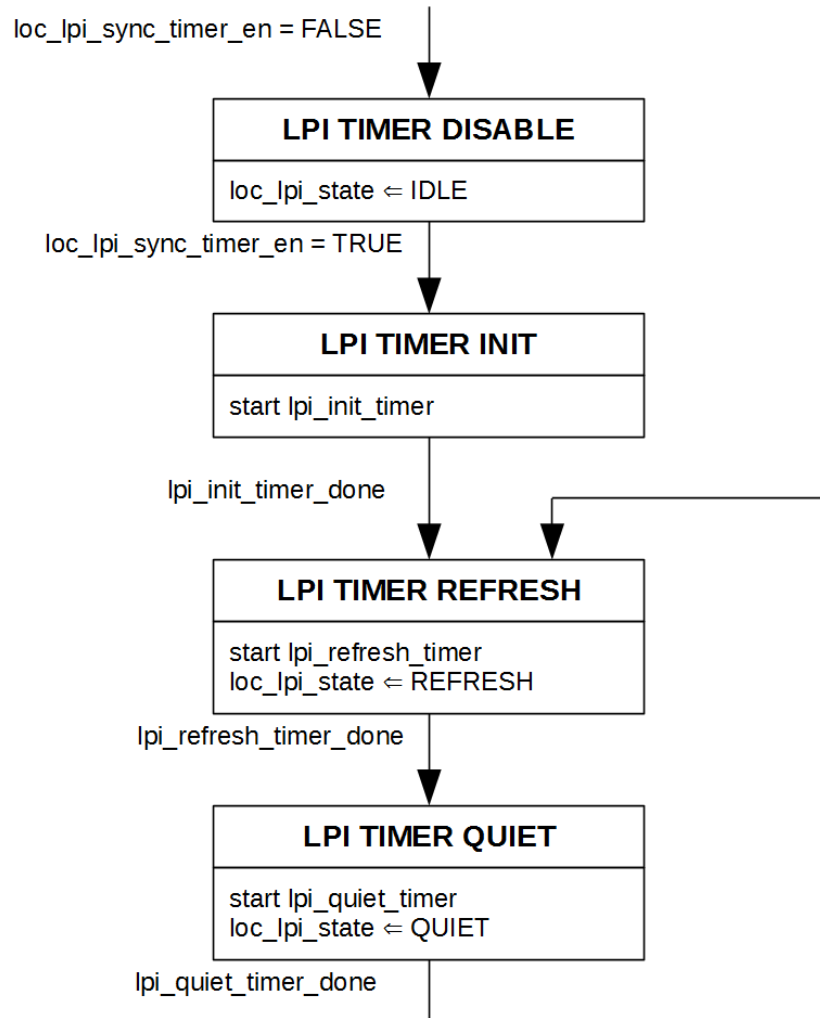 loc_lpi_sync_timer_en = FALSE
LPI TIMER DISABLE
loc_lpi_state ⇐ IDLE
loc_lpi_sync_timer_en = TRUE
LPI TIMER INIT
start lpi_init_timer
lpi_init_timer_done
LPI TIMER REFRESH
start lpi_refresh_timer
loc_lpi_state ⇐ REFRESH
lpi_refresh_timer_done
LPI TIMER QUIET
start lpi_quiet_timer
loc_lpi_state ⇐ QUIET
lpi_quiet_timer_done